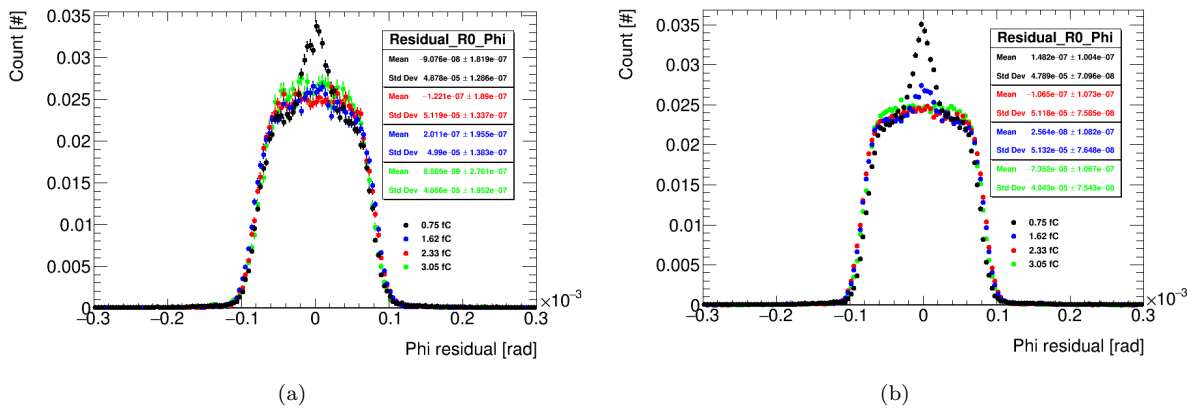 Count [#]
0.035
0.03
0.025
0.02
0.015
0.01
0.005
0
−0.3
−0.2
−0.1
0
0.1
0.2
0.3
×10−3
Phi residual [rad]
Residual_R0_Phi
Mean −9.076e−08 ± 1.819e−07
Std Dev 4.878e−05 ± 1.286e−07
Mean −1.221e−07 ± 1.89e−07
Std Dev 5.119e−05 ± 1.337e−07
Mean 2.011e−07 ± 1.955e−07
Std Dev 4.99e−05 ± 1.383e−07
Mean −8.885e−09 ± 2.761e−07
Std Dev 4.866e−05 ± 1.952e−07
0.75 fC
1.62 fC
2.33 fC
3.05 fC
(a)
Count [#]
0.035
0.03
0.025
0.02
0.015
0.01
0.005
0
−0.3
−0.2
−0.1
0
0.1
0.2
0.3
×10−3
Phi residual [rad]
Residual_R0_Phi
Mean 1.482e−07 ± 1.004e−07
Std Dev 4.789e−05 ± 7.096e−08
Mean −1.065e−07 ± 1.073e−07
Std Dev 5.118e−05 ± 7.585e−08
Mean 2.564e−08 ± 1.082e−07
Std Dev 5.132e−05 ± 7.648e−08
Mean −7.352e−08 ± 1.067e−07
Std Dev 4.943e−05 ± 7.543e−08
0.75 fC
1.62 fC
2.33 fC
3.05 fC
(b)